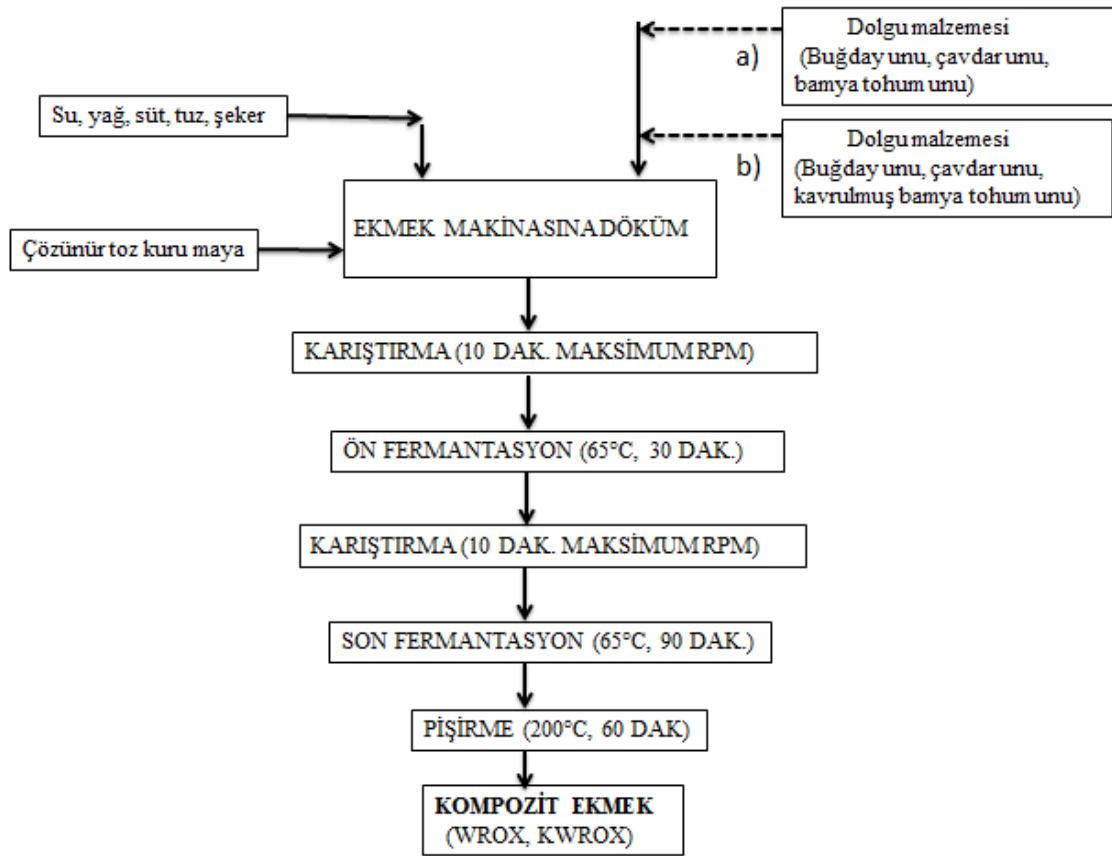 Dolgu malzemesi
a)
(Buğday unu, çavdar unu,
bamya tohum unu)
Su, yağ, süt, tuz, şeker
Dolgu malzemesi
b)
(Buğday unu, çavdar unu,
kavrulmuş bamya tohum unu)
EKMEK MAKİNASINA DÖKÜM
Çözünür toz kuru maya
KARIŞTIRMA (10 DAK. MAKSİMUM RPM)
ÖN FERMANTASYON (65°C, 30 DAK.)
KARIŞTIRMA (10 DAK. MAKSİMUM RPM)
SON FERMANTASYON (65°C, 90 DAK.)
PİŞİRME (200°C, 60 DAK)
KOMPOZİT EKMEK
(WROX, KWROX)